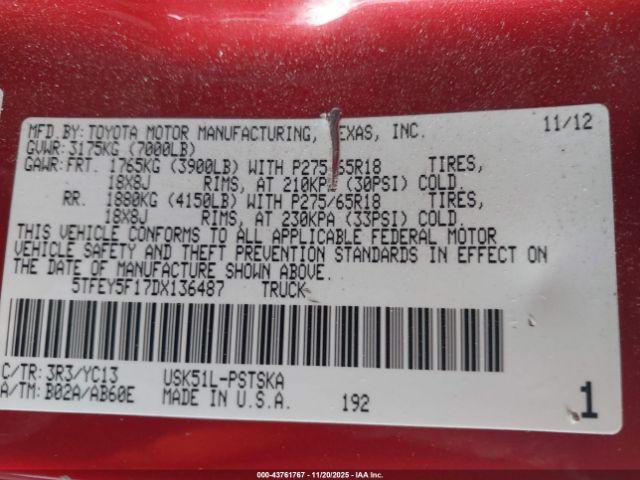 MFD.BY:TOYOTA MOTOR MANUFACTURING, TEXAS, INC. 11/12
GVWR:3175KG (7000LB)
GAWR:FRT. 1765KG (3900LB) WITH P275/65R18 TIRES,
18X8J RIMS, AT 210KPA (30PSI) COLD.
RR. 1880KG (4150LB) WITH P275/65R18 TIRES,
18X8J RIMS, AT 230KPA (33PSI) COLD.
THIS VEHICLE CONFORMS TO ALL APPLICABLE FEDERAL MOTOR
VEHICLE SAFETY AND THEFT PREVENTION STANDARDS IN EFFECT ON
THE DATE OF MANUFACTURE SHOWN ABOVE.
5TFEY5F17DX136487 TRUCK
C/TR:3R3/YC13 USK51L-PSTSKA
A/TM:B02A/AB60E MADE IN U.S.A. 192 1
000-43761767 - 11/20/2025 - IAA Inc.